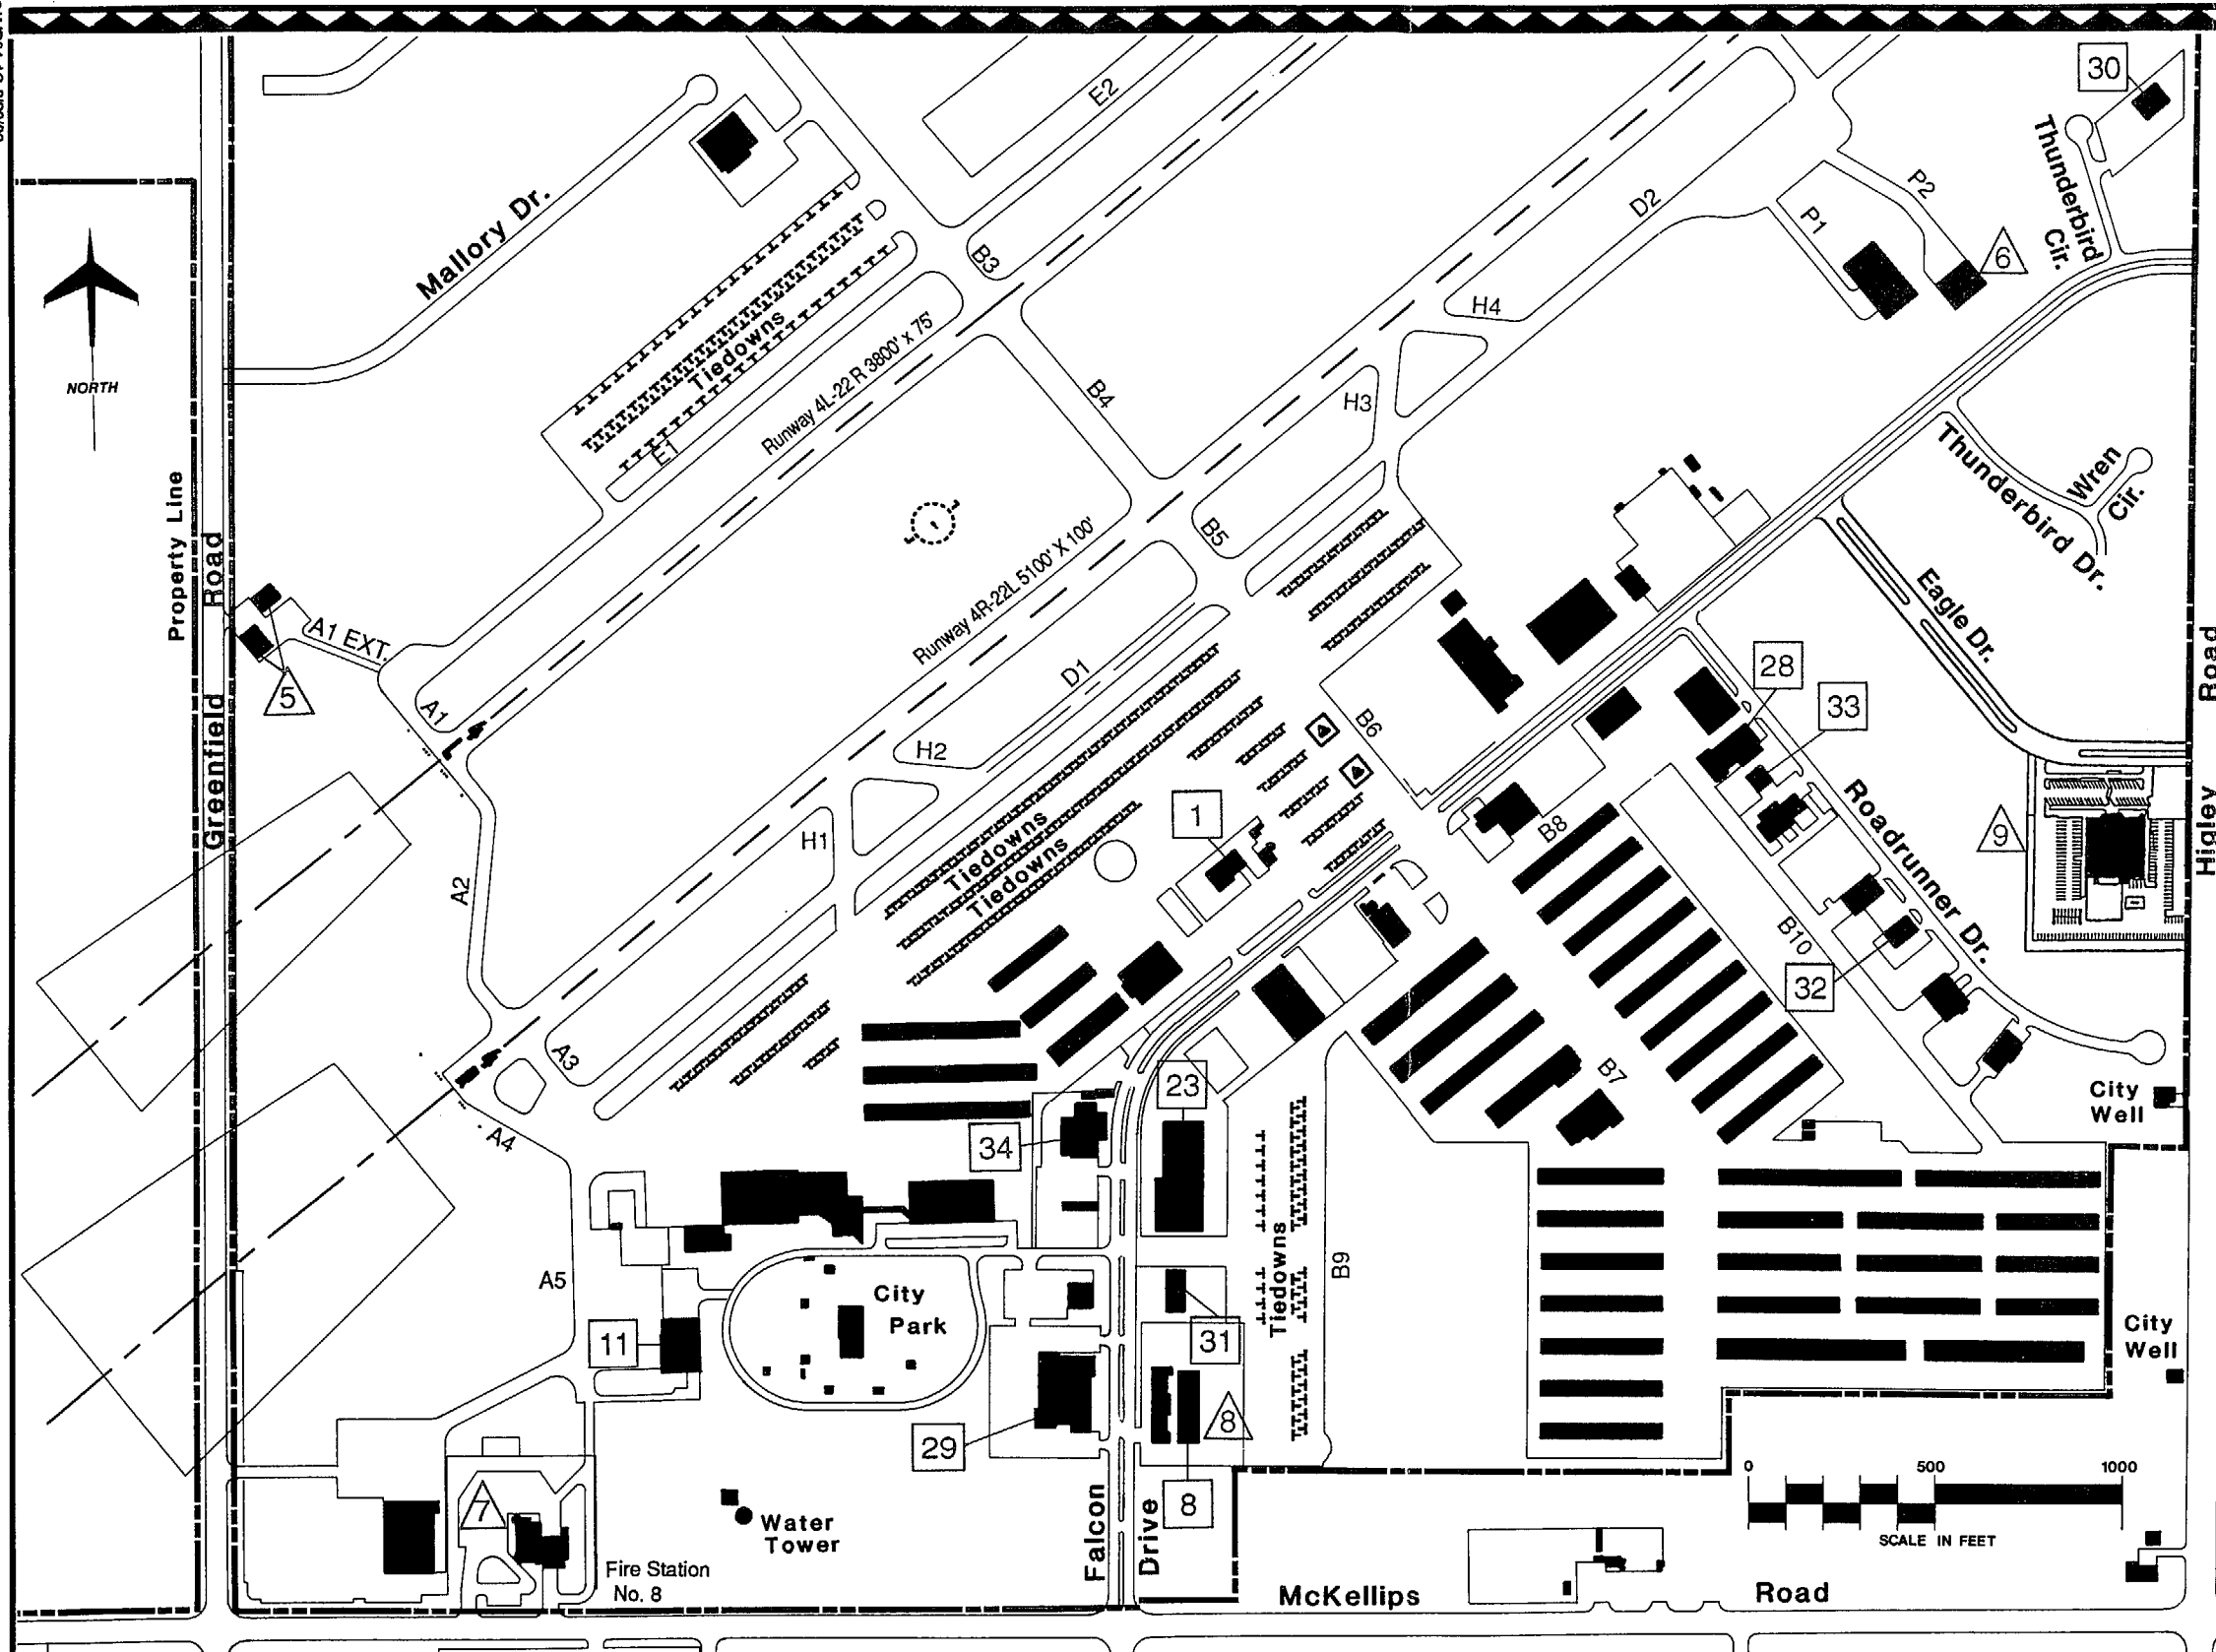 30
E2
Thunderbird
Cir.
Mallory Dr.
D2
P2
P1
B3
6
Tiedowns
H4
Runway 4L-22R 3800' x 75'
NORTH
B4
H3
E1
Thunderbird Dr.
Wren
Cir.
Property Line
Greenfield Road
B5
Runway 4R-22L 5100' X 100'
A1 EXT.
Eagle Dr.
5
D1
28
33
A1
B6
H2
Higley Road
1
Roadrunner Dr.
H1
B8
9
Tiedowns
Tiedowns
A2
B10
32
A3
23
B7
City
Well
A4
34
Tiedowns
B9
A5
City
Park
11
31
City
Well
29
8
0 500 1000
SCALE IN FEET
7
8
Water
Tower
Falcon Drive
Fire Station
No. 8
McKellips Road